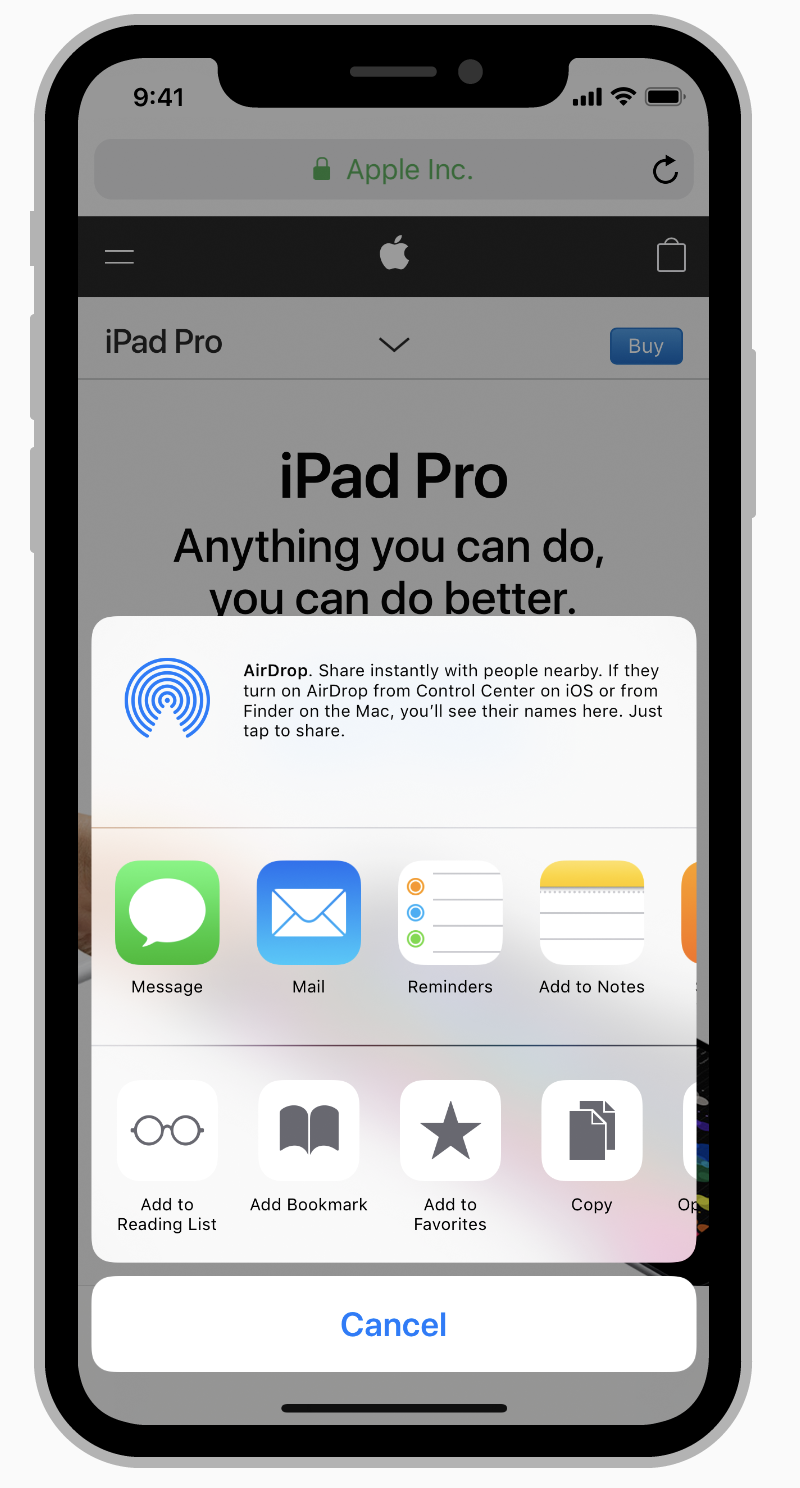 9:41
Apple Inc.
iPad Pro
Buy
iPad Pro
Anything you can do,
you can do better.
AirDrop. Share instantly with people nearby. If they
turn on AirDrop from Control Center on iOS or from
Finder on the Mac, you’ll see their names here. Just
tap to share.
Message
Mail
Reminders
Add to Notes
Add to
Reading List
Add Bookmark
Add to
Favorites
Copy
Op
Cancel